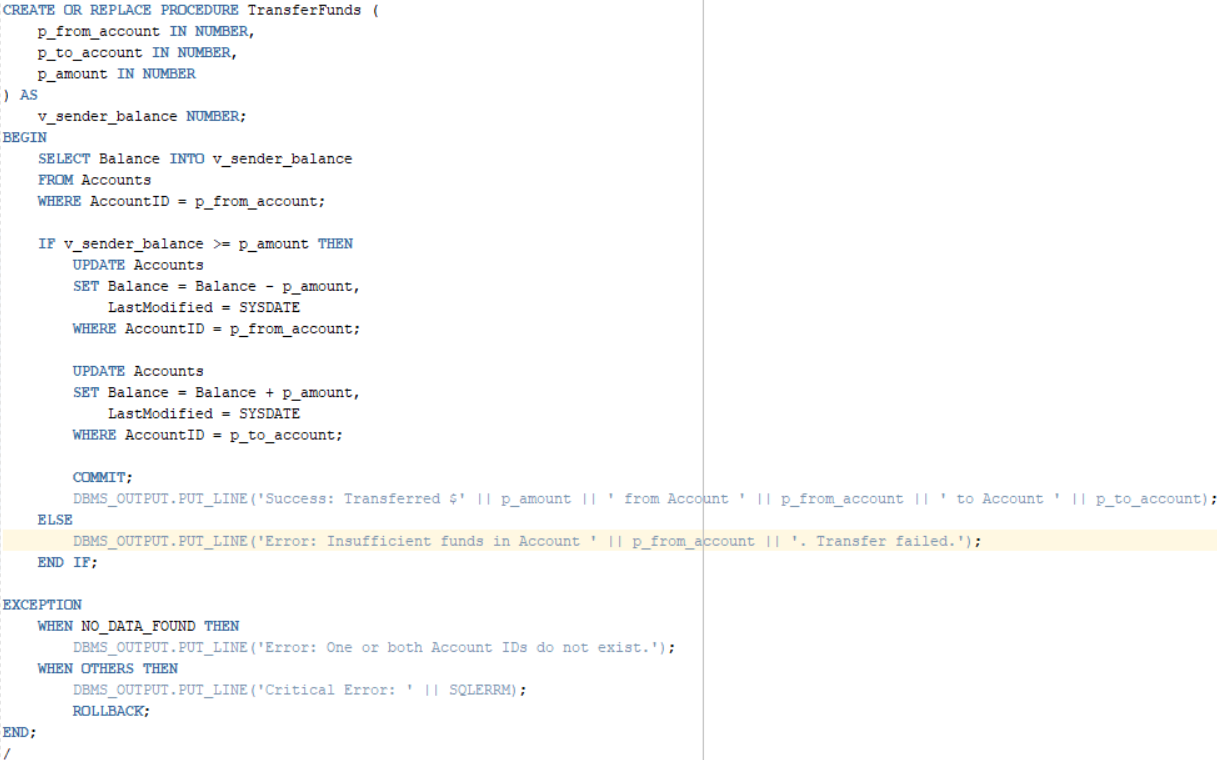 CREATE OR REPLACE PROCEDURE TransferFunds (
    p_from_account IN NUMBER,
    p_to_account IN NUMBER,
    p_amount IN NUMBER
) AS
    v_sender_balance NUMBER;
BEGIN
    SELECT Balance INTO v_sender_balance
    FROM Accounts
    WHERE AccountID = p_from_account;

    IF v_sender_balance >= p_amount THEN
        UPDATE Accounts
        SET Balance = Balance - p_amount,
            LastModified = SYSDATE
        WHERE AccountID = p_from_account;

        UPDATE Accounts
        SET Balance = Balance + p_amount,
            LastModified = SYSDATE
        WHERE AccountID = p_to_account;

        COMMIT;
        DBMS_OUTPUT.PUT_LINE('Success: Transferred $' || p_amount || ' from Account ' || p_from_account || ' to Account ' || p_to_account);
    ELSE
        DBMS_OUTPUT.PUT_LINE('Error: Insufficient funds in Account ' || p_from_account || '. Transfer failed.');
    END IF;

EXCEPTION
    WHEN NO_DATA_FOUND THEN
        DBMS_OUTPUT.PUT_LINE('Error: One or both Account IDs do not exist.');
    WHEN OTHERS THEN
        DBMS_OUTPUT.PUT_LINE('Critical Error: ' || SQLERRM);
        ROLLBACK;
END;
/